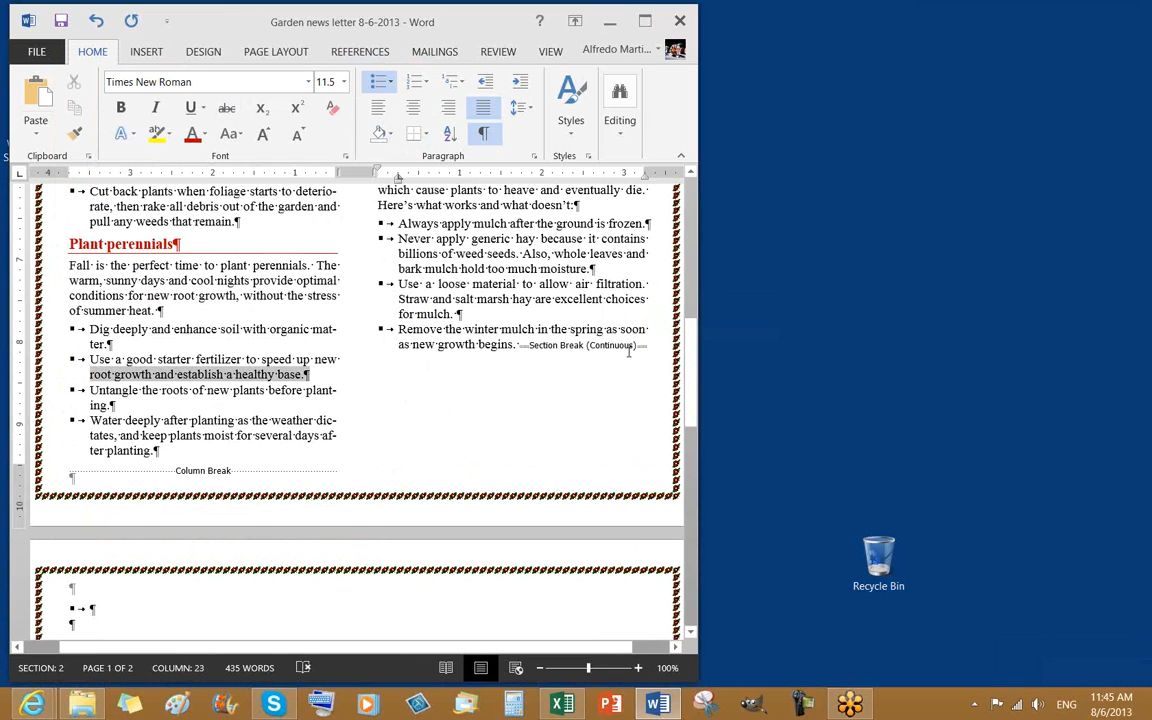 Garden news letter 8-6-2013 - Word
FILE
HOME
INSERT
DESIGN
PAGE LAYOUT
REFERENCES
MAILINGS
REVIEW
VIEW
Alfredo Marti...
Paste
Clipboard
Times New Roman
11.5
Font
Paragraph
Styles
Styles
Editing
Cut·back·plants·when·foliage·starts·to·deterio-
rate,·then·rake·all·debris·out·of·the·garden·and·
pull·any·weeds·that·remain.¶
Plant·perennials¶
Fall·is·the·perfect·time·to·plant·perennials.·The·
warm,·sunny·days·and·cool·nights·provide·optimal·
conditions·for·new·root·growth,·without·the·stress·
of·summer·heat.·¶
Dig·deeply·and·enhance·soil·with·organic·mat-
ter.¶
Use·a·good·starter·fertilizer·to·speed·up·new·
root·growth·and·establish·a·healthy·base.¶
Untangle·the·roots·of·new·plants·before·plant-
ing.¶
Water·deeply·after·planting·as·the·weather·dic-
tates,·and·keep·plants·moist·for·several·days·af-
ter·planting.¶
Column Break
¶
which·cause·plants·to·heave·and·eventually·die.·
Here’s·what·works·and·what·doesn’t:¶
Always·apply·mulch·after·the·ground·is·frozen.¶
Never·apply·generic·hay·because·it·contains·
billions·of·weed·seeds.·Also,·whole·leaves·and·
bark·mulch·hold·too·much·moisture.¶
Use·a·loose·material·to·allow·air·filtration.·
Straw·and·salt·marsh·hay·are·excellent·choices·
for·mulch.·¶
Remove·the·winter·mulch·in·the·spring·as·soon·
as·new·growth·begins.· Section Break (Continuous)
¶
¶
¶
SECTION: 2
PAGE 1 OF 2
COLUMN: 23
435 WORDS
100%
Recycle Bin
ENG
11:45 AM
8/6/2013